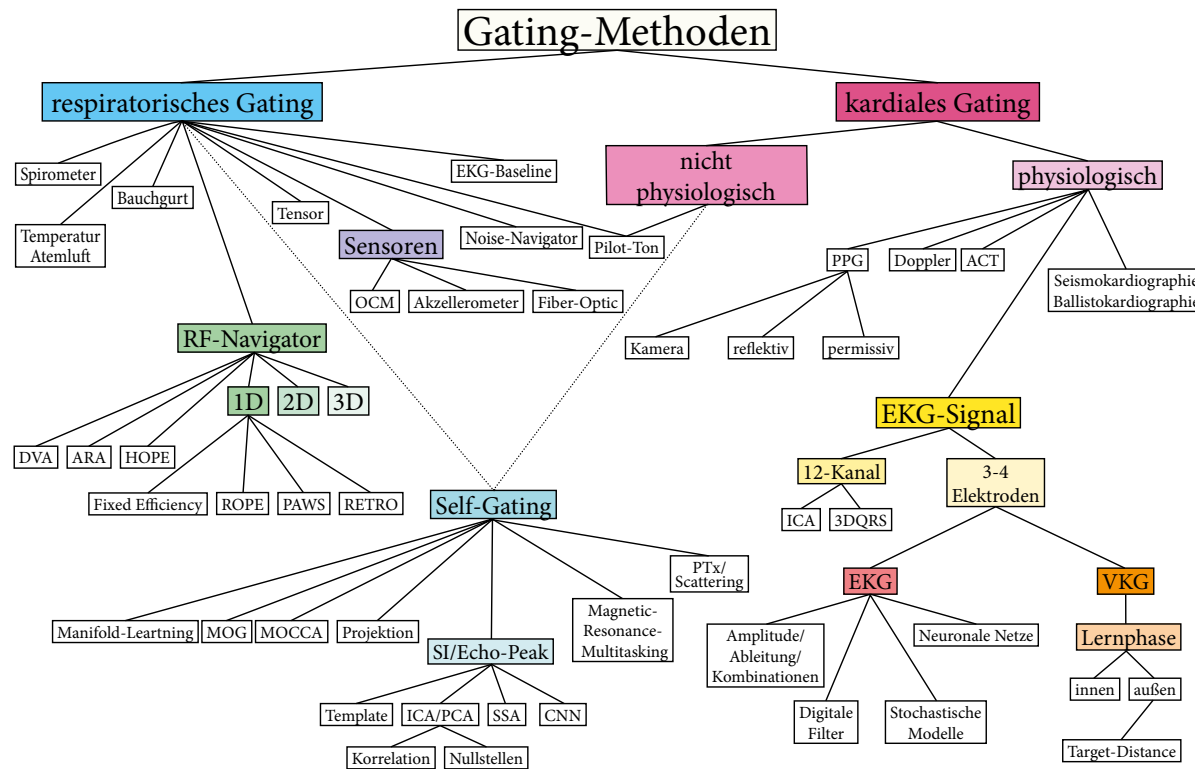 Gating-Methoden
respiratorisches Gating
kardiales Gating
nicht
physiologisch
physiologisch
Spirometer
Bauchgurt
EKG-Baseline
Tensor
Temperatur
Atemluft
Sensoren
Noise-Navigator
Pilot-Ton
PPG
Doppler
ACT
Seismokardiographie
Ballistokardiographie
OCM
Akzellerometer
Fiber-Optic
RF-Navigator
Kamera
reflektiv
permissiv
1D
2D
3D
EKG-Signal
DVA
ARA
HOPE
12-Kanal
3-4
Elektroden
Fixed Efficiency
ROPE
PAWS
RETRO
Self-Gating
ICA
3DQRS
PTx/
Scattering
EKG
VKG
Manifold-Leartning
MOG
MOCCA
Projektion
Magnetic-
Resonance-
Multitasking
Amplitude/
Ableitung/
Kombinationen
Neuronale Netze
Lernphase
SI/Echo-Peak
innen
außen
Template
ICA/PCA
SSA
CNN
Digitale
Filter
Stochastische
Modelle
Korrelation
Nullstellen
Target-Distance